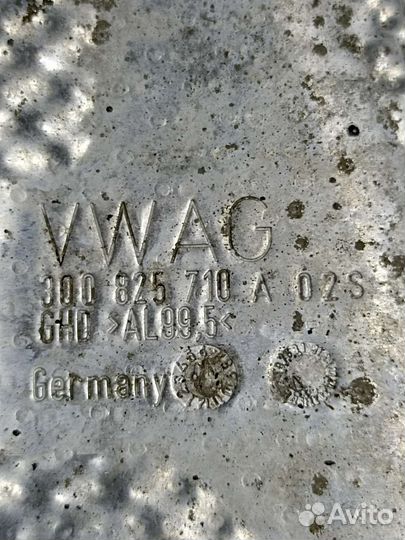 VWAG
3Q0 825 710 A 02S
GHD >AL99,5<
Germany
Avito